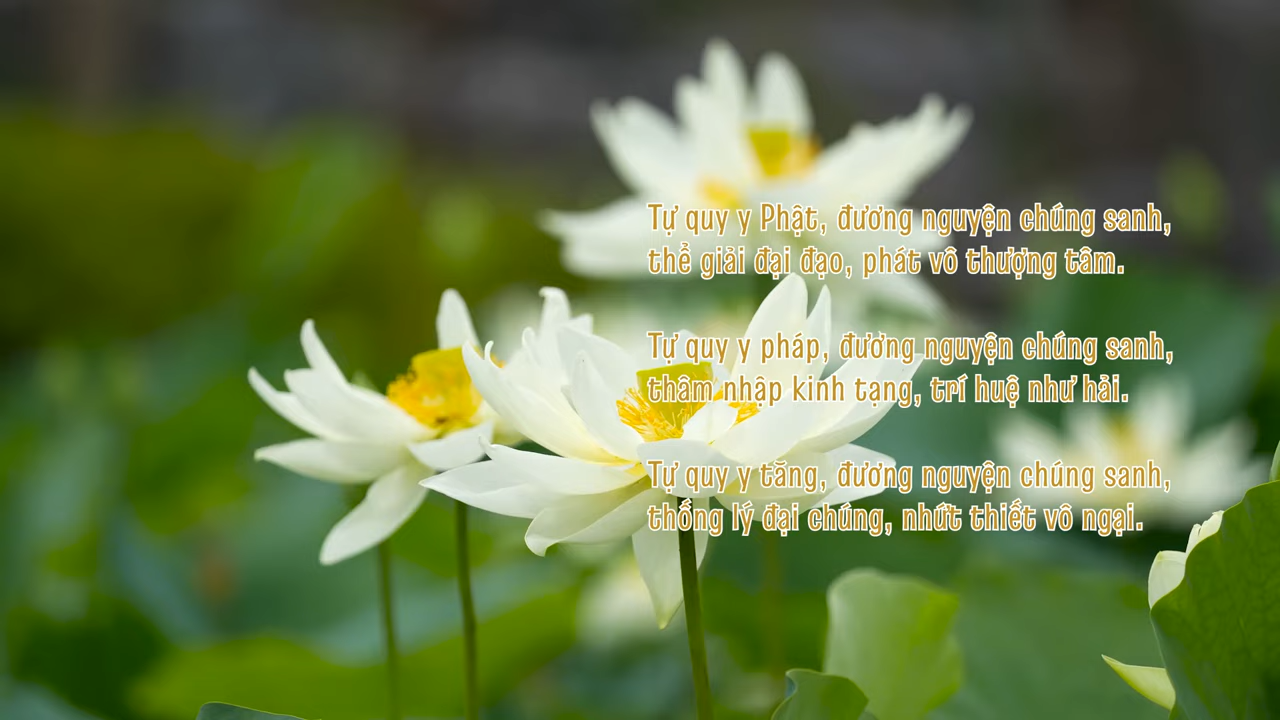 Tự quy y Phật, đương nguyện chúng sanh,
thể giải đại đạo, phát vô thượng tâm.
Tự quy y pháp, đương nguyện chúng sanh,
thâm nhập kinh tạng, trí huệ như hải.
Tự quy y tăng, đương nguyện chúng sanh,
thống lý đại chúng, nhứt thiết vô ngại.